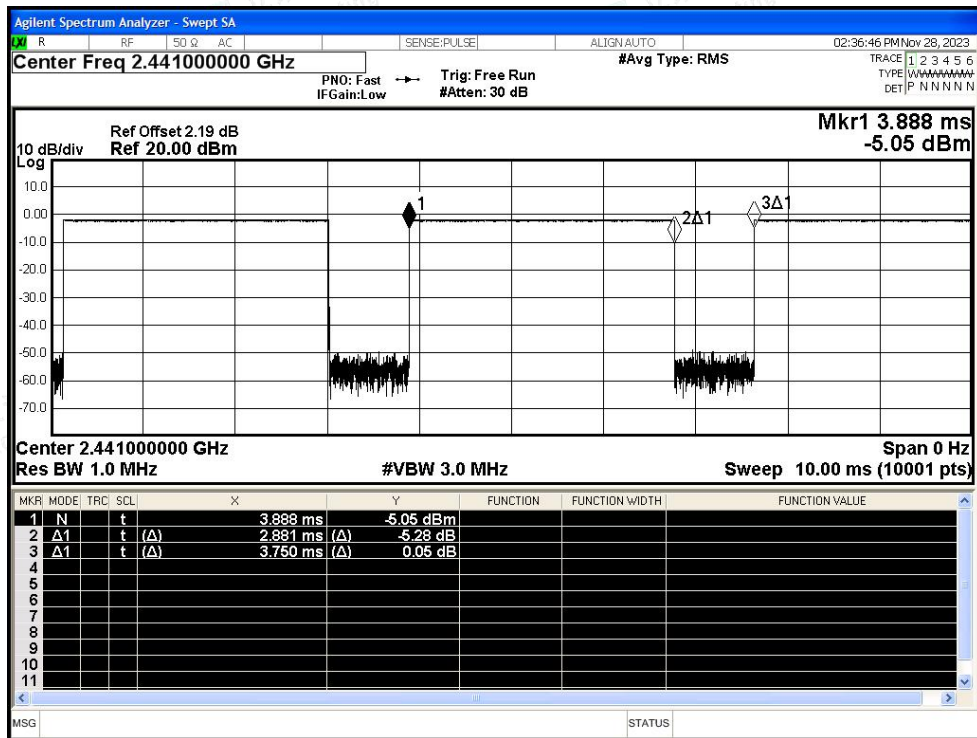 Agilent Spectrum Analyzer - Swept SA
LXI R RF 50 Ω AC SENSE:PULSE ALIGN AUTO 02:36:46 PM Nov 28, 2023
Center Freq 2.441000000 GHz #Avg Type: RMS TRACE 1 2 3 4 5 6
PNO: Fast Trig: Free Run TYPE WWWWWW
IFGain:Low #Atten: 30 dB DET P N N N N N
Mkr1 3.888 ms
-5.05 dBm
Ref Offset 2.19 dB
10 dB/div Ref 20.00 dBm
Log
10.0
0.00
-10.0
-20.0
-30.0
-40.0
-50.0
-60.0
-70.0
1
2Δ1
3Δ1
Center 2.441000000 GHz Span 0 Hz
Res BW 1.0 MHz #VBW 3.0 MHz Sweep 10.00 ms (10001 pts)
MKR MODE TRC SCL X Y FUNCTION FUNCTION WIDTH FUNCTION VALUE
1 N t 3.888 ms -5.05 dBm
2 Δ1 t (Δ) 2.881 ms (Δ) -5.28 dB
3 Δ1 t (Δ) 3.750 ms (Δ) 0.05 dB
4
5
6
7
8
9
10
11
MSG STATUS